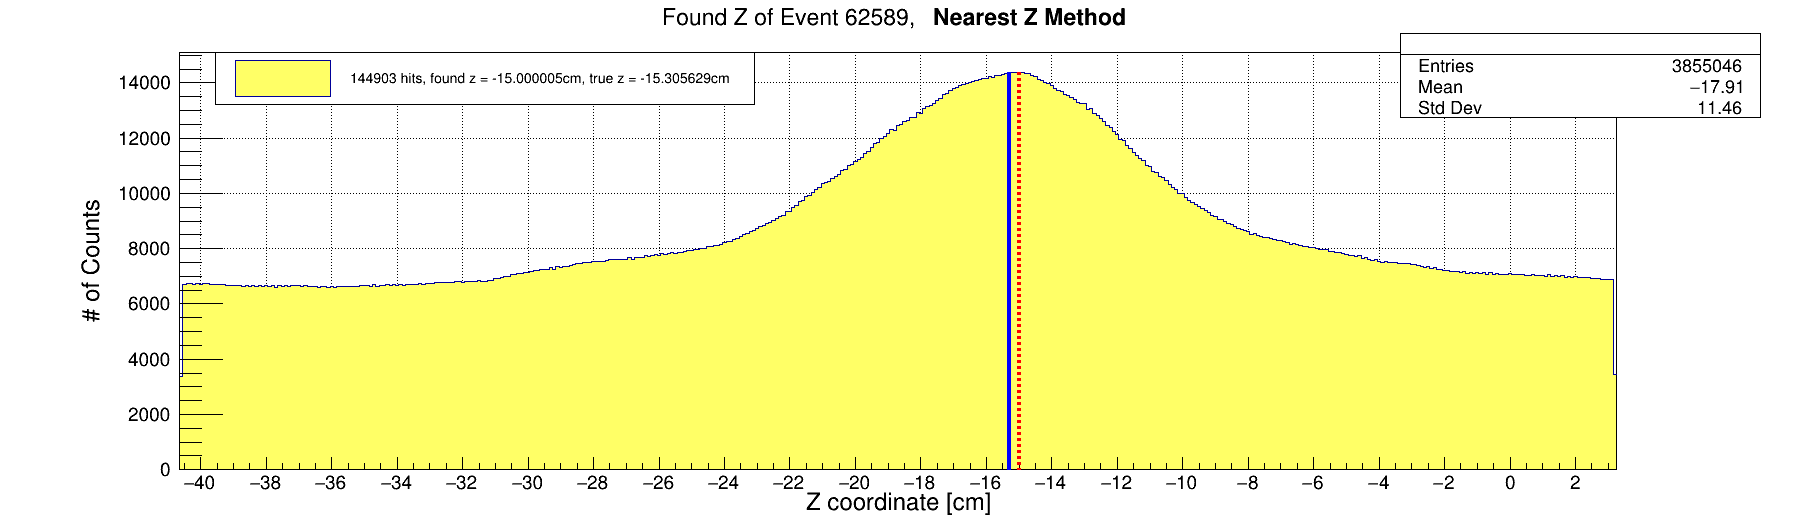 Found Z of Event 62589, Nearest Z Method
144903 hits, found z = -15.000005cm, true z = -15.305629cm
Entries 3855046
Mean −17.91
Std Dev 11.46
# of Counts
14000
12000
10000
8000
6000
4000
2000
0
−40 −38 −36 −34 −32 −30 −28 −26 −24 −22 −20 −18 −16 −14 −12 −10 −8 −6 −4 −2 0 2
Z coordinate [cm]